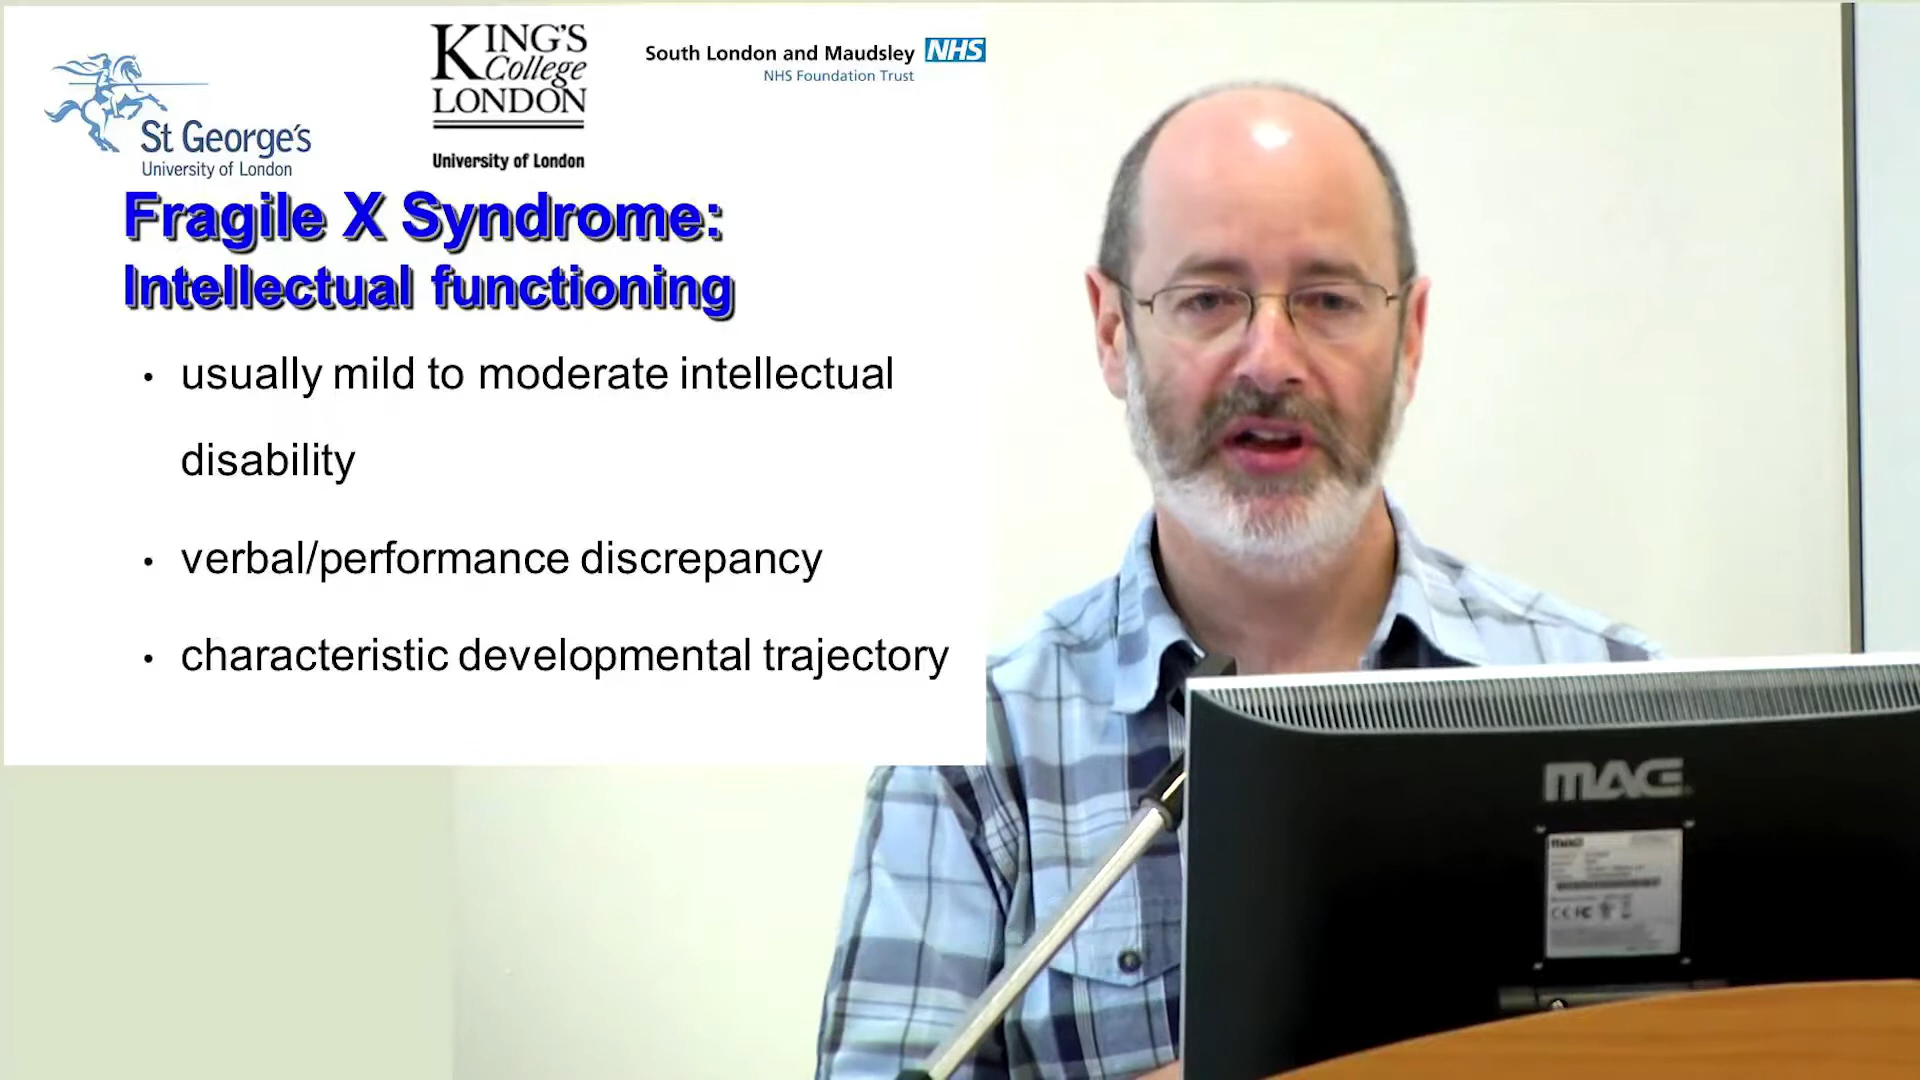 St George's
University of London
KING'S
College
LONDON
University of London
South London and Maudsley NHS
NHS Foundation Trust
Fragile X Syndrome:
Intellectual functioning
• usually mild to moderate intellectual
disability
• verbal/performance discrepancy
• characteristic developmental trajectory
MAG